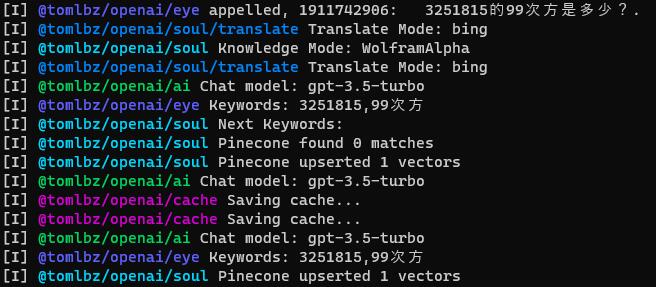 [I] @tomlbz/openai/eye appelled, 1911742906:   3251815的99次方是多少？.
[I] @tomlbz/openai/soul/translate Translate Mode: bing
[I] @tomlbz/openai/soul Knowledge Mode: WolframAlpha
[I] @tomlbz/openai/soul/translate Translate Mode: bing
[I] @tomlbz/openai/ai Chat model: gpt-3.5-turbo
[I] @tomlbz/openai/eye Keywords: 3251815,99次方
[I] @tomlbz/openai/soul Next Keywords:
[I] @tomlbz/openai/soul Pinecone found 0 matches
[I] @tomlbz/openai/soul Pinecone upserted 1 vectors
[I] @tomlbz/openai/ai Chat model: gpt-3.5-turbo
[I] @tomlbz/openai/cache Saving cache...
[I] @tomlbz/openai/cache Saving cache...
[I] @tomlbz/openai/ai Chat model: gpt-3.5-turbo
[I] @tomlbz/openai/eye Keywords: 3251815,99次方
[I] @tomlbz/openai/soul Pinecone upserted 1 vectors